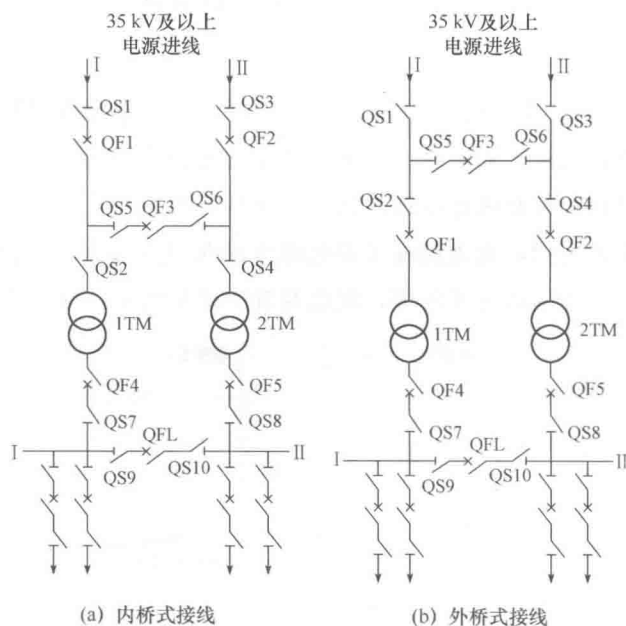 35 kV及以上
电源进线
I
II
QS1
QS3
QF1
QF2
QS5
QF3
QS6
QS2
QS4
1TM
2TM
QF4
QF5
QS7
QS8
I
QFL
II
QS9
QS10
(a) 内桥式接线
35 kV及以上
电源进线
I
II
QS1
QS3
QS5
QF3
QS6
QS2
QS4
QF1
QF2
1TM
2TM
QF4
QF5
QS7
QS8
I
QFL
II
QS9
QS10
(b) 外桥式接线